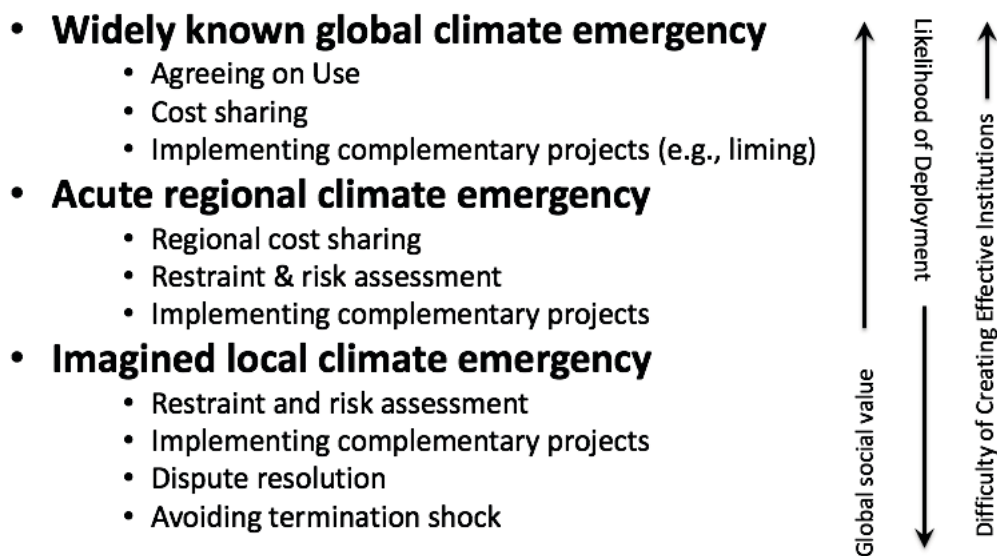 • Widely known global climate emergency
• Agreeing on Use
• Cost sharing
• Implementing complementary projects (e.g., liming)
• Acute regional climate emergency
• Regional cost sharing
• Restraint & risk assessment
• Implementing complementary projects
• Imagined local climate emergency
• Restraint and risk assessment
• Implementing complementary projects
• Dispute resolution
• Avoiding termination shock
Global social value
Likelihood of Deployment
Difficulty of Creating Effective Institutions